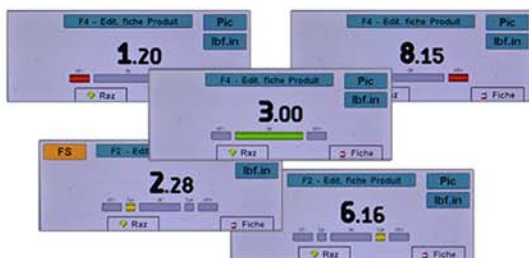 F4 - Edit. fiche Produit Pic
lbf.in
1.20
Raz
F4 - Edit. fiche Produit Pic
lbf.in
8.15
Fiche
F4 - Edit. fiche Produit Pic
lbf.in
3.00
Raz Fiche
FS F2 - Edit
lbf.in
2.28
Raz Fiche
F2 - Edit. fiche Produit Pic
lbf.in
6.16
Raz Fiche